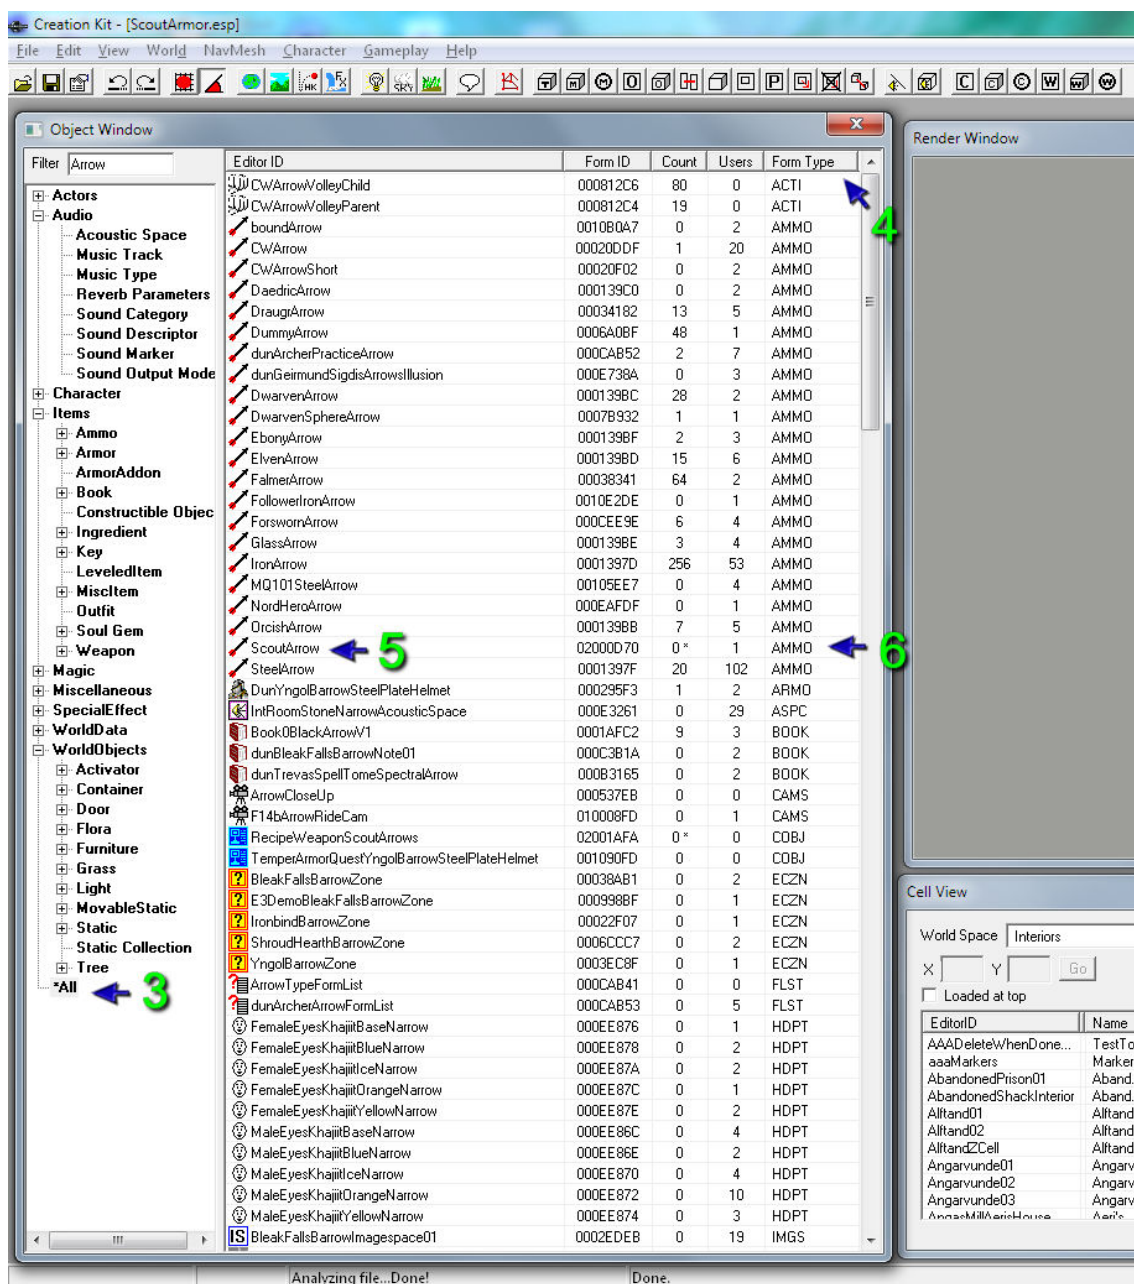 Creation Kit - [ScoutArmor.esp]
File Edit View World NavMesh Character Gameplay Help
Object Window
Filter Arrow
Actors
Audio
Acoustic Space
Music Track
Music Type
Reverb Parameters
Sound Category
Sound Descriptor
Sound Marker
Sound Output Mode
Character
Items
Ammo
Armor
ArmorAddon
Book
Constructible Objec
Ingredient
Key
LeveledItem
MiscItem
Outfit
Soul Gem
Weapon
Magic
Miscellaneous
SpecialEffect
WorldData
WorldObjects
Activator
Container
Door
Flora
Furniture
Grass
Light
MovableStatic
Static
Static Collection
Tree
*All
3
Editor ID Form ID Count Users Form Type
CWArrowVolleyChild 000812C6 80 0 ACTI
CWArrowVolleyParent 000812C4 19 0 ACTI
4
boundArrow 0010B0A7 0 2 AMMO
CWArrow 00020DDF 1 20 AMMO
CWArrowShort 00020F02 0 2 AMMO
DaedricArrow 000139C0 0 2 AMMO
DraugrArrow 00034182 13 5 AMMO
DummyArrow 0006A0BF 48 1 AMMO
dunArcherPracticeArrow 000CAB52 2 7 AMMO
dunGeirmundSigdisArrowsIllusion 000E738A 0 3 AMMO
DwarvenArrow 000139BC 28 2 AMMO
DwarvenSphereArrow 0007B932 1 1 AMMO
EbonyArrow 000139BF 2 3 AMMO
ElvenArrow 000139BD 15 6 AMMO
FalmerArrow 00038341 64 2 AMMO
FollowerIronArrow 0010E2DE 0 1 AMMO
ForswornArrow 000CEE9E 6 4 AMMO
GlassArrow 000139BE 3 4 AMMO
IronArrow 0001397D 256 53 AMMO
MQ101SteelArrow 00105EE7 0 4 AMMO
NordHeroArrow 000EAFDF 0 1 AMMO
OrcishArrow 000139BB 7 5 AMMO
ScoutArrow 5 02000D70 0 * 1 AMMO 6
SteelArrow 0001397F 20 102 AMMO
DunYngolBarrowSteelPlateHelmet 000295F3 1 2 ARMO
IntRoomStoneNarrowAcousticSpace 000E3261 0 29 ASPC
Book0BlackArrowV1 0001AFC2 9 3 BOOK
dunBleakFallsBarrowNote01 000C3B1A 0 2 BOOK
dunTrevasSpellTomeSpectralArrow 000B3165 0 2 BOOK
ArrowCloseUp 000537EB 0 0 CAMS
F14bArrowRideCam 010008FD 0 1 CAMS
RecipeWeaponScoutArrows 02001AFA 0 * 0 COBJ
TemperArmorQuestYngolBarrowSteelPlateHelmet 001090FD 0 0 COBJ
BleakFallsBarrowZone 00038AB1 0 2 ECZN
E3DemoBleakFallsBarrowZone 000998BF 0 1 ECZN
IronbindBarrowZone 00022F07 0 1 ECZN
ShroudHearthBarrowZone 0006CCC7 0 2 ECZN
YngolBarrowZone 0003EC8F 0 1 ECZN
ArrowTypeFormList 000CAB41 0 0 FLST
dunArcherArrowFormList 000CAB53 0 5 FLST
FemaleEyesKhajiitBaseNarrow 000EE876 0 1 HDPT
FemaleEyesKhajiitBlueNarrow 000EE878 0 2 HDPT
FemaleEyesKhajiitIceNarrow 000EE87A 0 2 HDPT
FemaleEyesKhajiitOrangeNarrow 000EE87C 0 1 HDPT
FemaleEyesKhajiitYellowNarrow 000EE87E 0 2 HDPT
MaleEyesKhajiitBaseNarrow 000EE86C 0 4 HDPT
MaleEyesKhajiitBlueNarrow 000EE86E 0 2 HDPT
MaleEyesKhajiitIceNarrow 000EE870 0 4 HDPT
MaleEyesKhajiitOrangeNarrow 000EE872 0 10 HDPT
MaleEyesKhajiitYellowNarrow 000EE874 0 3 HDPT
BleakFallsBarrowImagespace01 0002EDEB 0 19 IMGS
Render Window
Cell View
World Space Interiors
X Y Go
Loaded at top
EditorID Name
AAADeleteWhenDone... TestTo
aaaMarkers Marker
AbandonedPrison01 Aband.
AbandonedShackInterior Aband.
Alftand01 Alftand
Alftand02 Alftand
AlftandZCell Alftand
Angarvunde01 Angarv
Angarvunde02 Angarv
Angarvunde03 Angarv
AngasMillAerisHouse Aeri's
Analyzing file...Done! Done.